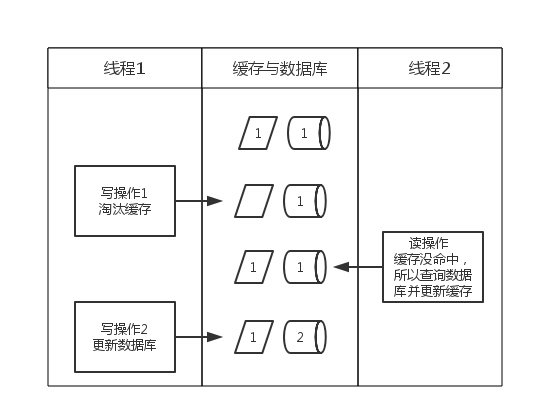 线程1
缓存与数据库
线程2
1
1
写操作1
淘汰缓存
1
读操作
缓存没命中，
所以查询数据
库并更新缓存
1
1
写操作2
更新数据库
1
2